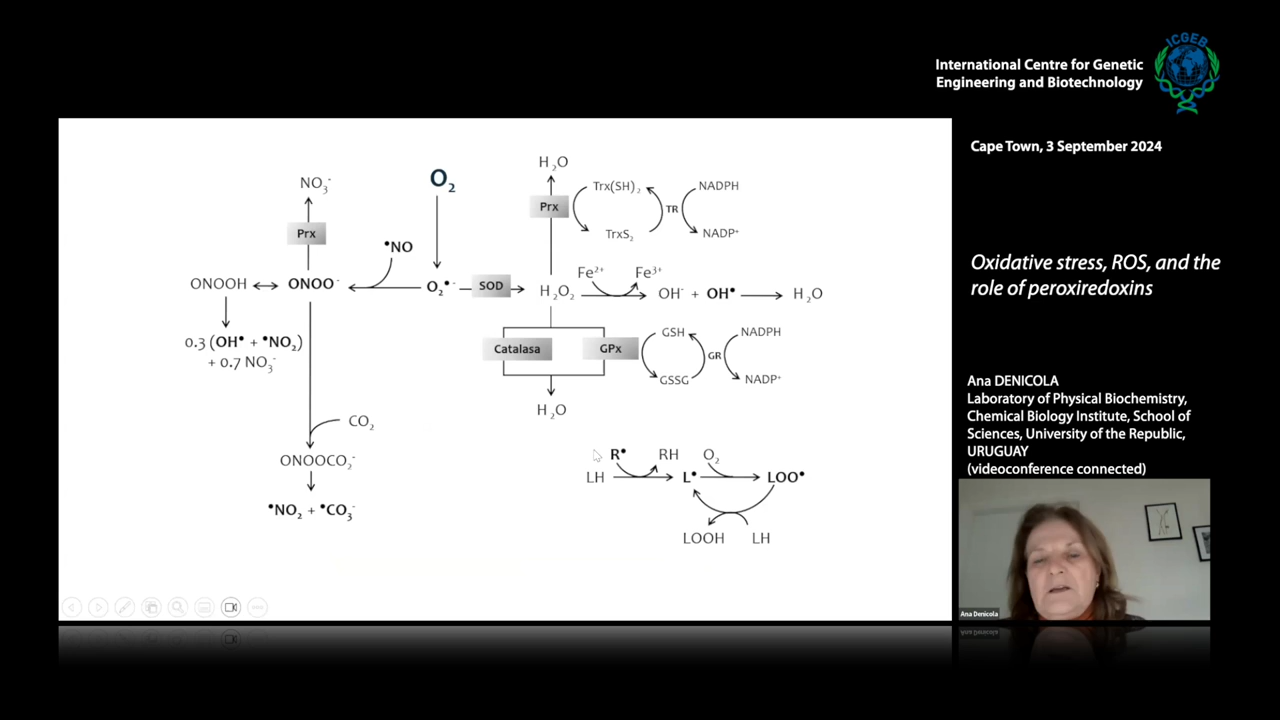 ICGEB
International Centre for Genetic
Engineering and Biotechnology
Cape Town, 3 September 2024
Oxidative stress, ROS, and the
role of peroxiredoxins
Ana DENICOLA
Laboratory of Physical Biochemistry,
Chemical Biology Institute, School of
Sciences, University of the Republic,
URUGUAY
(videoconference connected)
Ana Denicola
NO₃⁻
Prx
ONOOH ONOO⁻
•NO
O₂
O₂•⁻
SOD
H₂O
Prx
Trx(SH)₂
TrxS₂
TR
NADPH
NADP⁺
H₂O₂
Fe²⁺ Fe³⁺
OH⁻ + OH• H₂O
0.3 (OH• + •NO₂)
+ 0.7 NO₃⁻
Catalasa
GPx
GSH
GSSG
GR
NADPH
NADP⁺
H₂O
CO₂
ONOOCO₂⁻
•NO₂ + •CO₃⁻
R• RH O₂
LH L• LOO•
LOOH LH